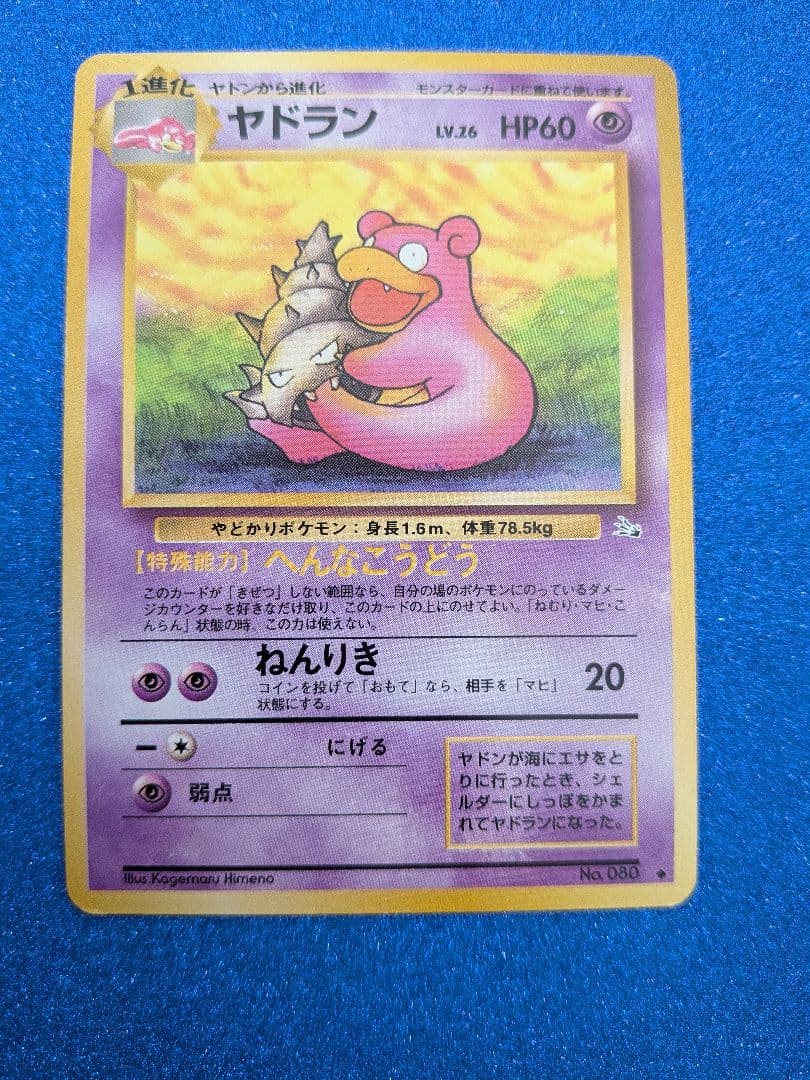 1進化 ヤドンから進化 モンスターカードに重ねて使います。
ヤドラン LV.26 HP60
やどかりポケモン：身長1.6m、体重78.5kg
【特殊能力】へんなこうどう
このカードが「きぜつ」しない範囲なら、自分の場のポケモンにのっているダメー
ジカウンターを好きなだけ取り、このカードの上にのせてよい。「ねむり・マヒ・こ
んらん」状態の時、この力は使えない。
ねんりき 20
コインを投げて「おもて」なら、相手を「マヒ」
状態にする。
ー にげる
弱点
ヤドンが海にエサをと
りに行ったとき、シェ
ルダーにしっぽをかま
れてヤドランになった。
Illus.Kagemaru Himeno No. 080